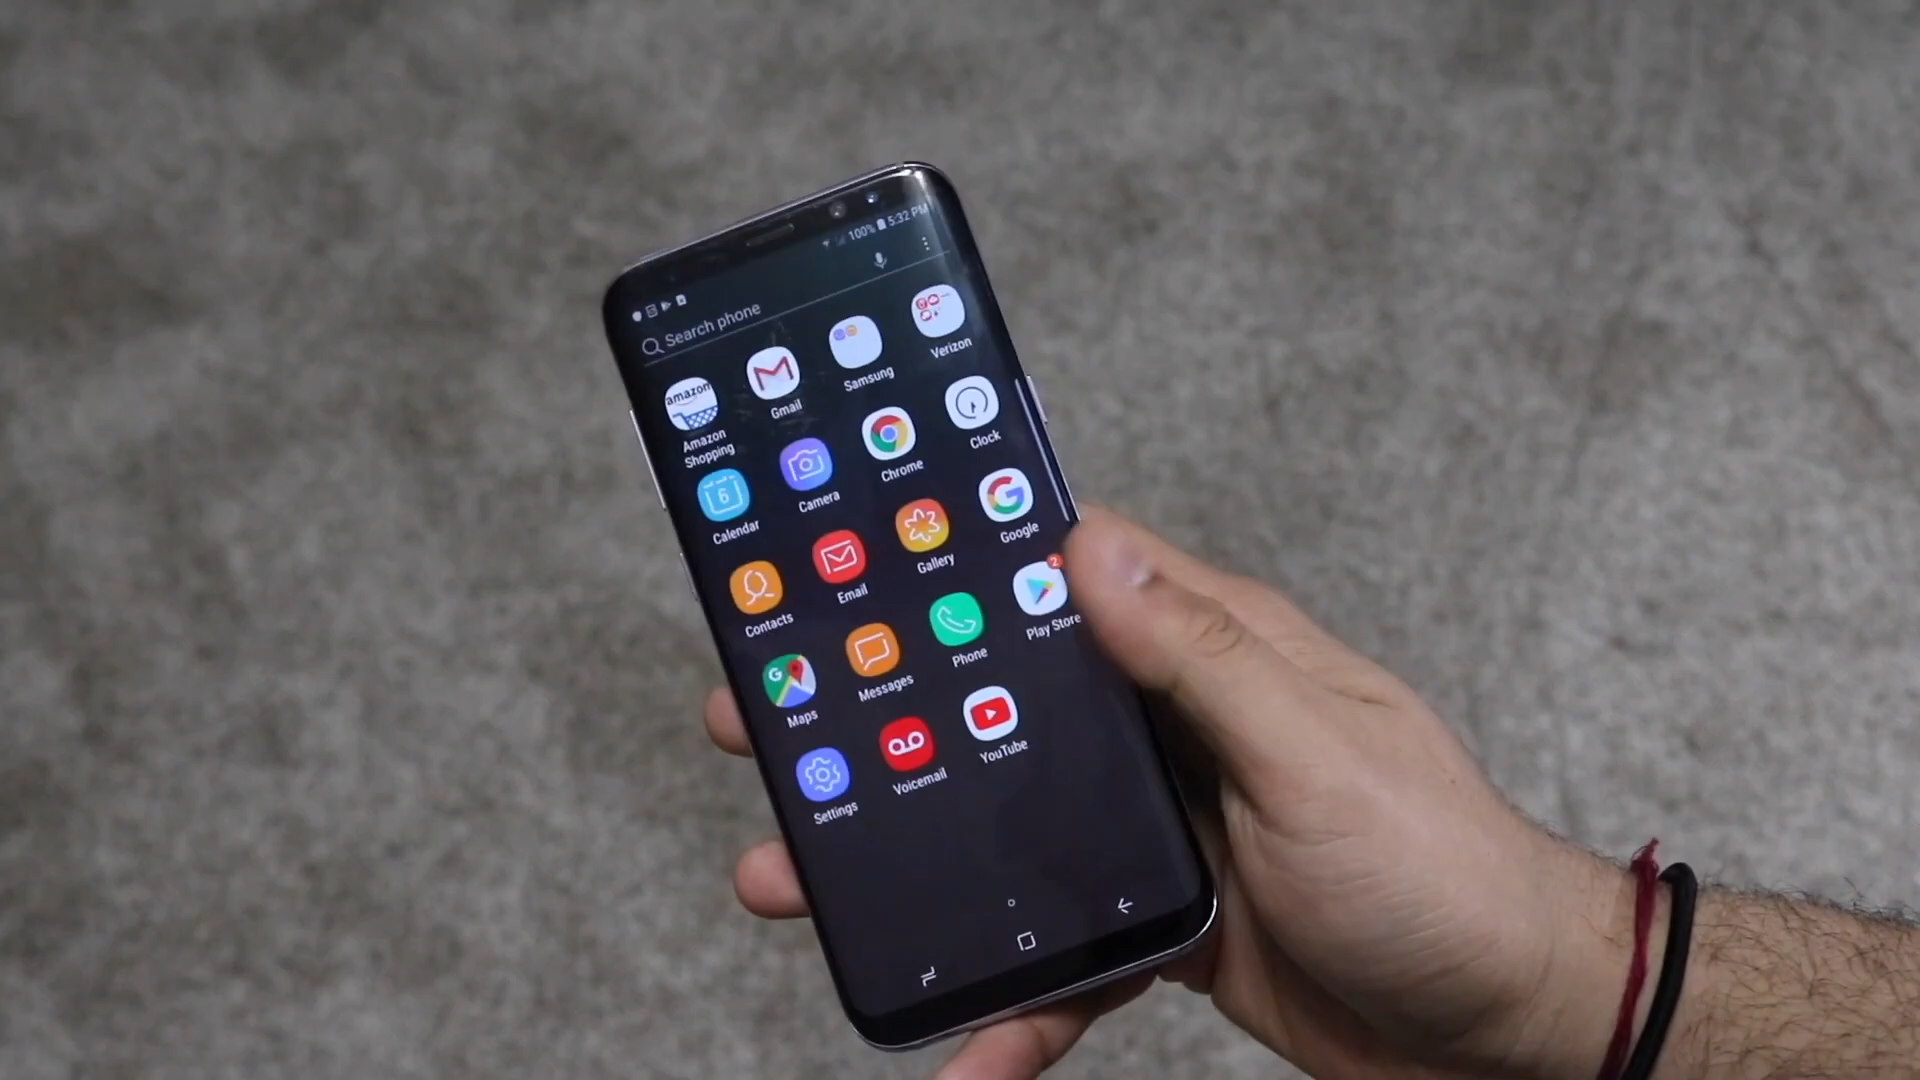 100% 5:32 PM
Search phone
amazon
Amazon
Shopping
Gmail
Samsung
Verizon
6
Calendar
Camera
Chrome
Clock
Contacts
Email
Gallery
G
Google
G
Maps
Messages
Phone
2
Play Store
Settings
Voicemail
YouTube